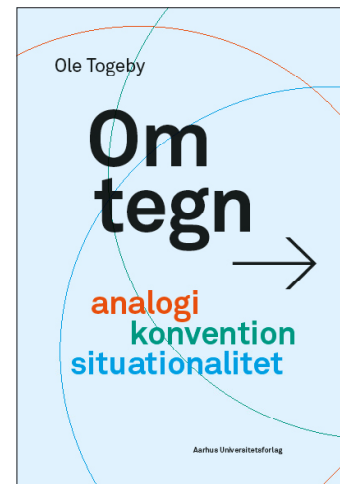 Ole Togeby
Om
tegn
analogi
konvention
situationalitet
Aarhus Universitetsforlag